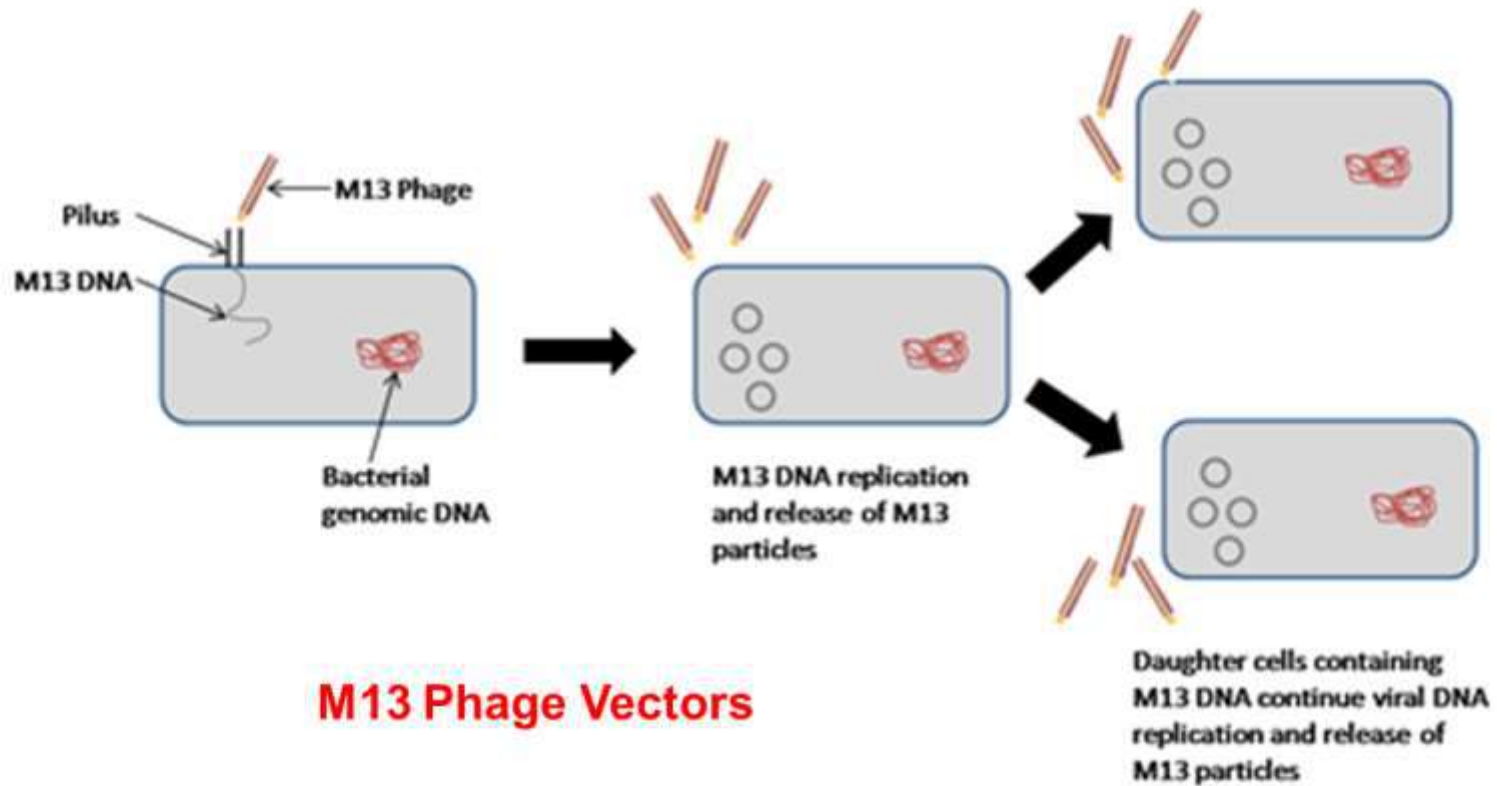 M13 Phage
Pilus
M13 DNA
Bacterial
genomic DNA
M13 DNA replication
and release of M13
particles
Daughter cells containing
M13 DNA continue viral DNA
replication and release of
M13 particles
M13 Phage Vectors